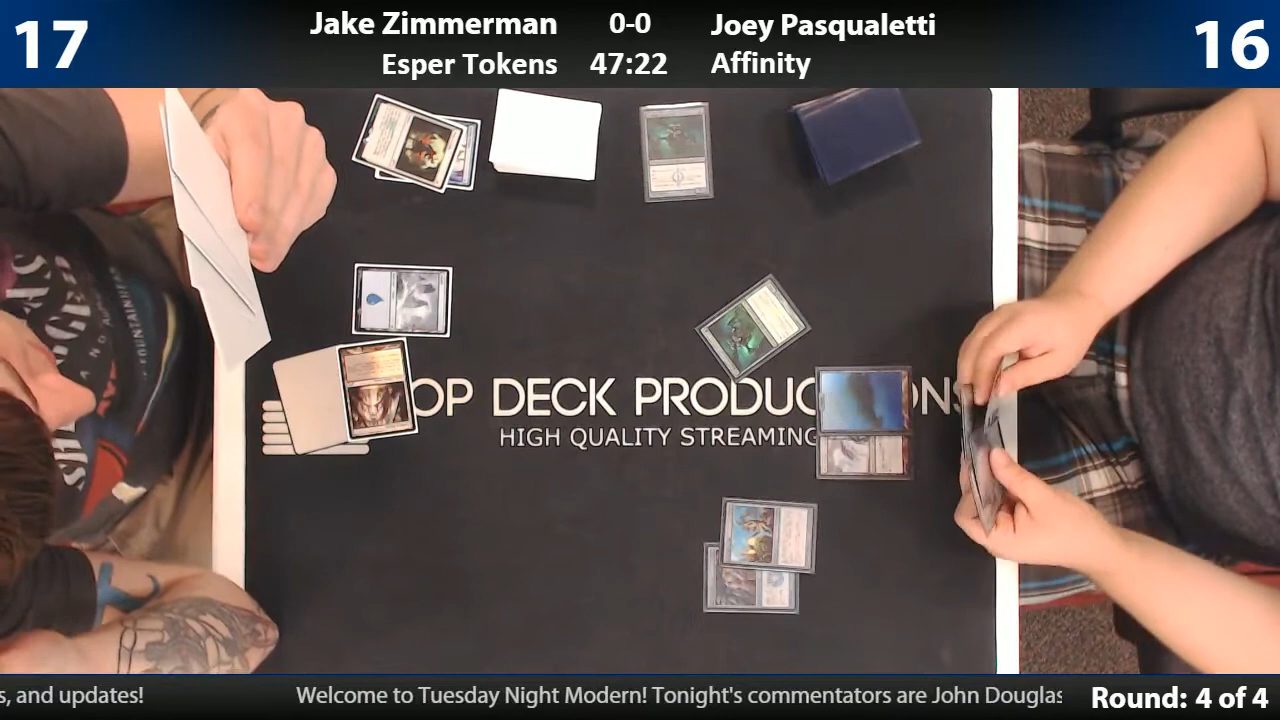 17
Jake Zimmerman
0-0
Joey Pasqualetti
16
Esper Tokens
47:22
Affinity
OP DECK PRODUC ONS
HIGH QUALITY STREAMING
s, and updates!
Welcome to Tuesday Night Modern! Tonight's commentators are John Douglas
Round: 4 of 4